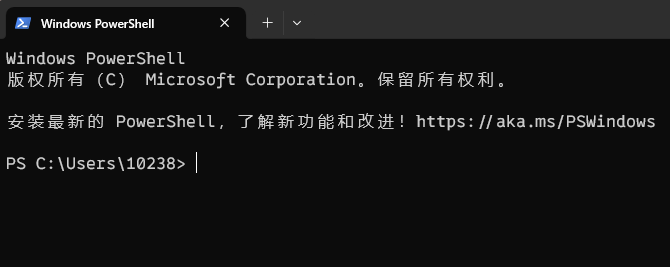 Windows PowerShell
Windows PowerShell
版权所有（C） Microsoft Corporation。保留所有权利。
安装最新的 PowerShell，了解新功能和改进！https://aka.ms/PSWindows
PS C:\Users\10238>